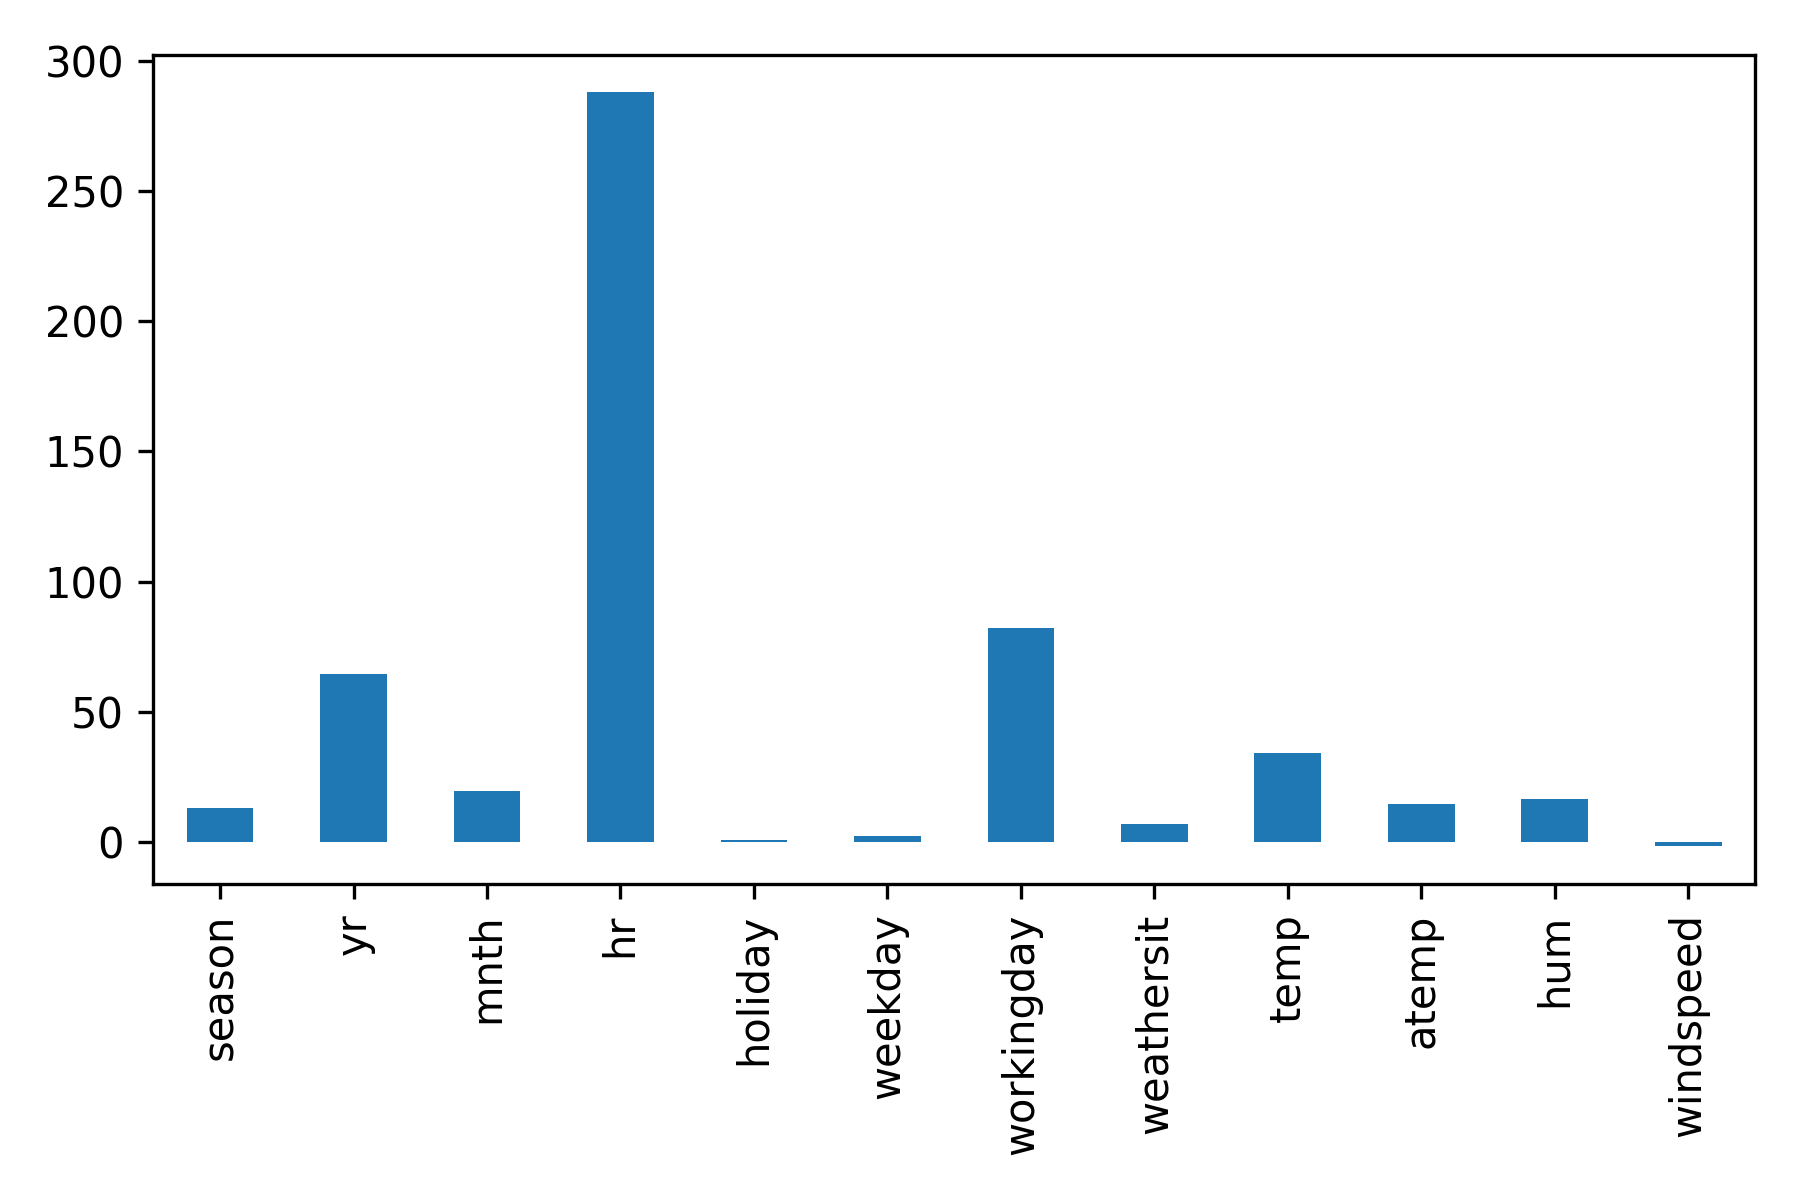 300
250
200
150
100
50
0
season
yr
mnth
hr
holiday
weekday
workingday
weathersit
temp
atemp
hum
windspeed